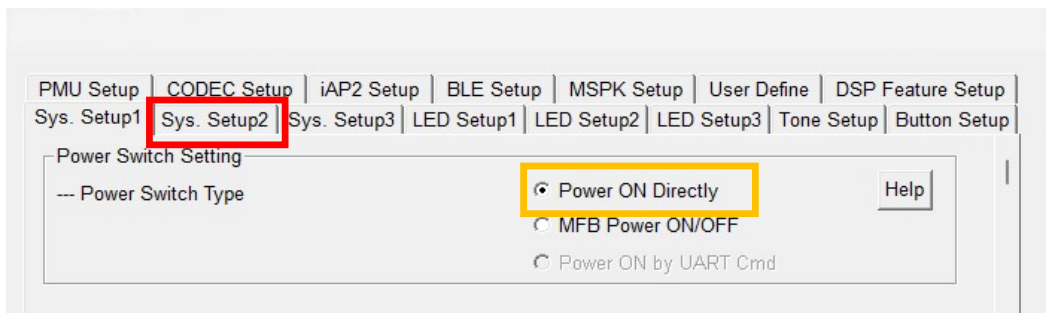 PMU Setup CODEC Setup iAP2 Setup BLE Setup MSPK Setup User Define DSP Feature Setup
Sys. Setup1 Sys. Setup2 Sys. Setup3 LED Setup1 LED Setup2 LED Setup3 Tone Setup Button Setup
Power Switch Setting
--- Power Switch Type Power ON Directly Help
MFB Power ON/OFF
Power ON by UART Cmd